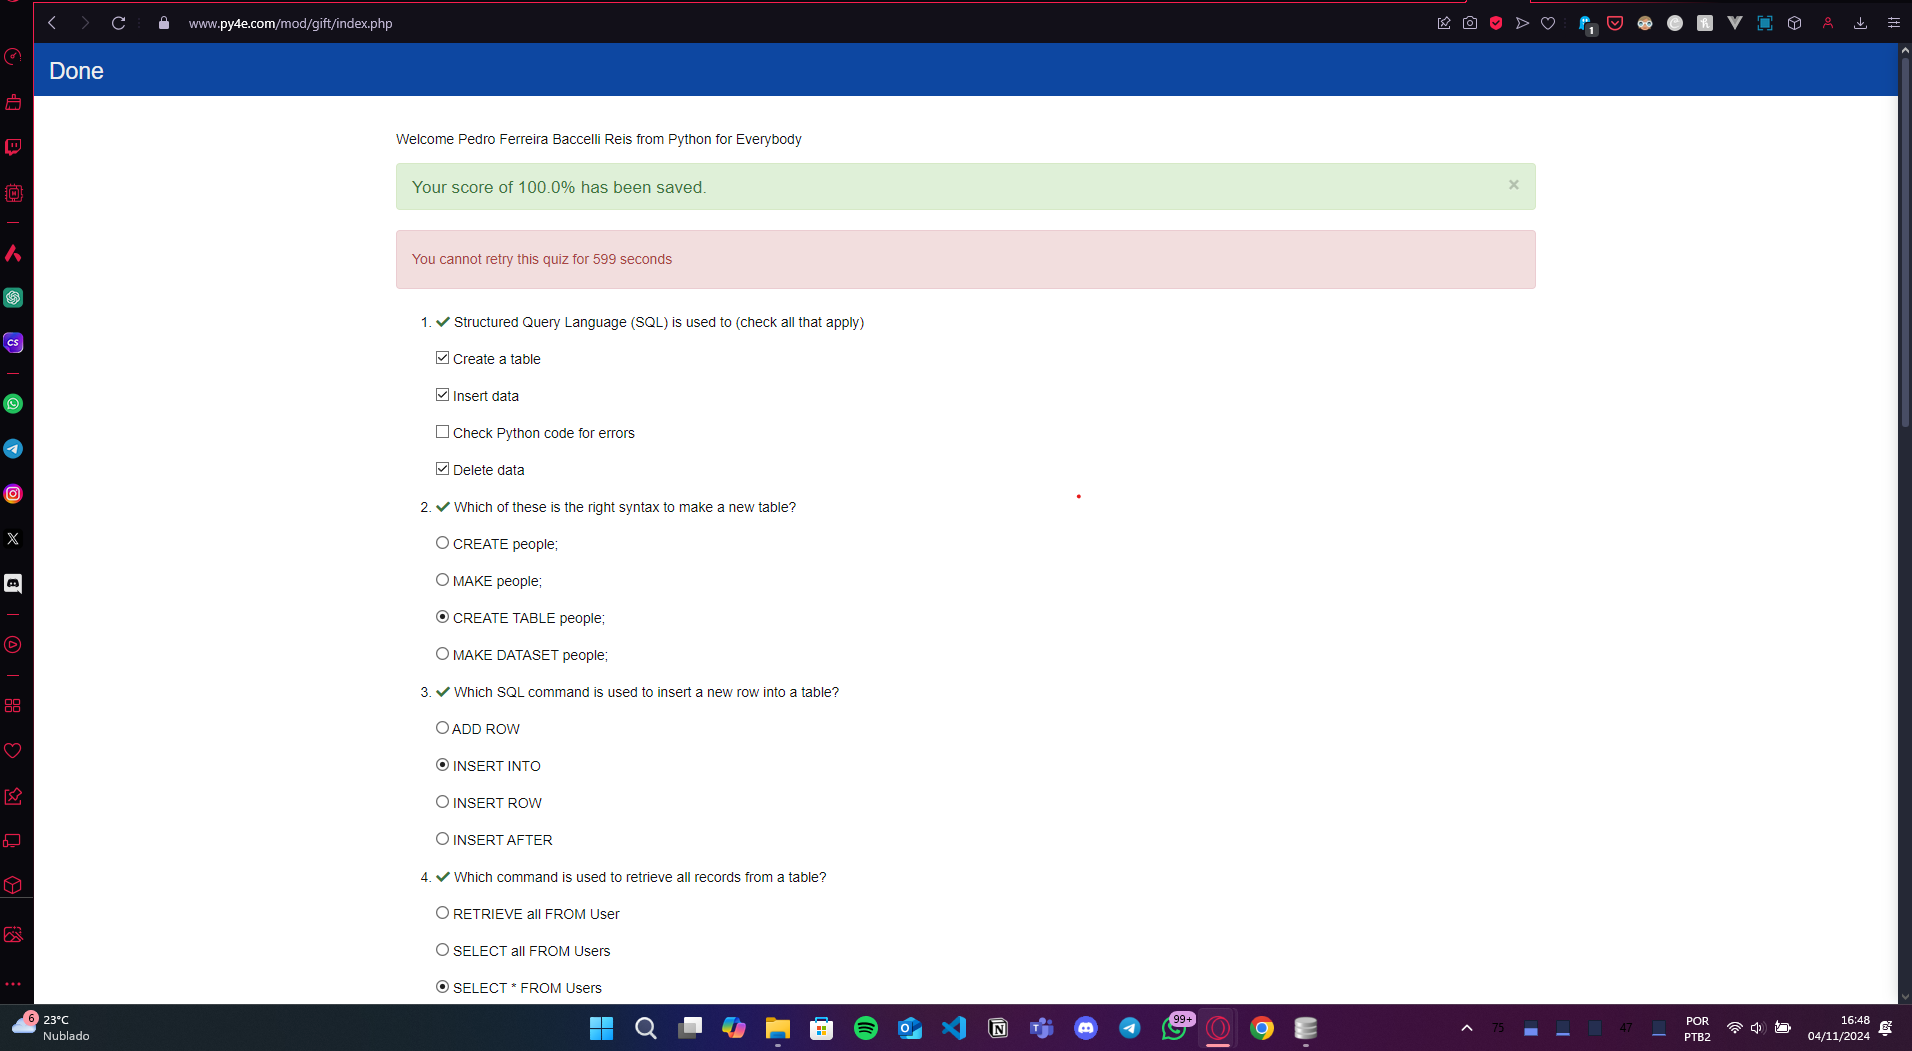 www.py4e.com/mod/gift/index.php
1
Done
Welcome Pedro Ferreira Baccelli Reis from Python for Everybody
Your score of 100.0% has been saved.
×
You cannot retry this quiz for 599 seconds
1. Structured Query Language (SQL) is used to (check all that apply)
Create a table
Insert data
Check Python code for errors
Delete data
2. Which of these is the right syntax to make a new table?
CREATE people;
MAKE people;
CREATE TABLE people;
MAKE DATASET people;
3. Which SQL command is used to insert a new row into a table?
ADD ROW
INSERT INTO
INSERT ROW
INSERT AFTER
4. Which command is used to retrieve all records from a table?
RETRIEVE all FROM User
SELECT all FROM Users
SELECT * FROM Users
CS
6
23°C
Nublado
99+
75
47
POR
PTB2
16:48
04/11/2024